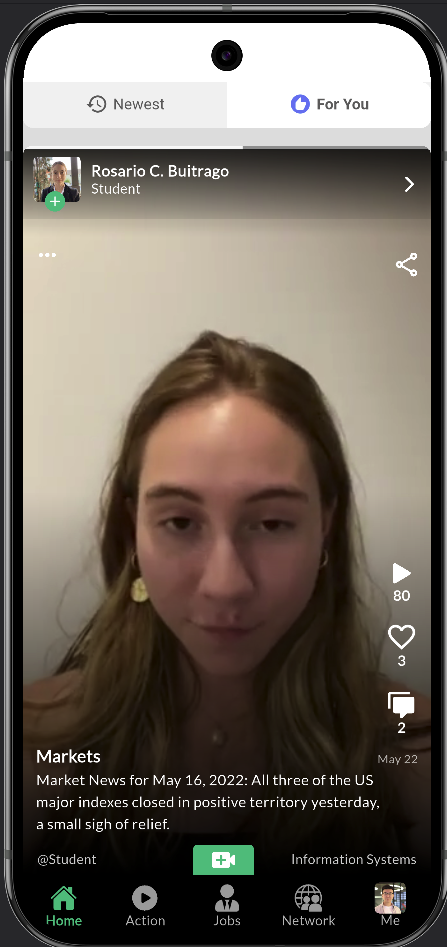 Newest
For You
Rosario C. Buitrago
Student
80
3
2
Markets
May 22
Market News for May 16, 2022: All three of the US
major indexes closed in positive territory yesterday,
a small sigh of relief.
@Student
Information Systems
Home
Action
Jobs
Network
Me